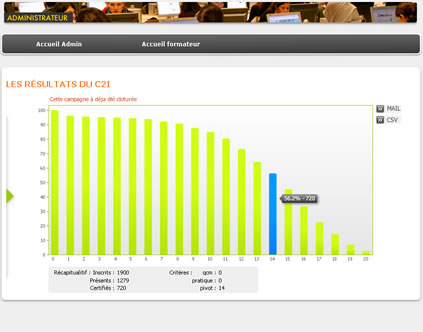 ADMINISTRATEUR
Accueil Admin Accueil formateur
LES RÉSULTATS DU C2I
Cette campagne à déja été cloturée
MAIL
CSV
100
90
80
70
60
50
40
30
20
10
0
56.2% - 720
0 1 2 3 4 5 6 7 8 9 10 11 12 13 14 15 16 17 18 19 20
Récapitualitif : Inscrits : 1900 Critères : qcm : 0
Présents : 1279 pratique : 0
Certifiés : 720 pivot : 14